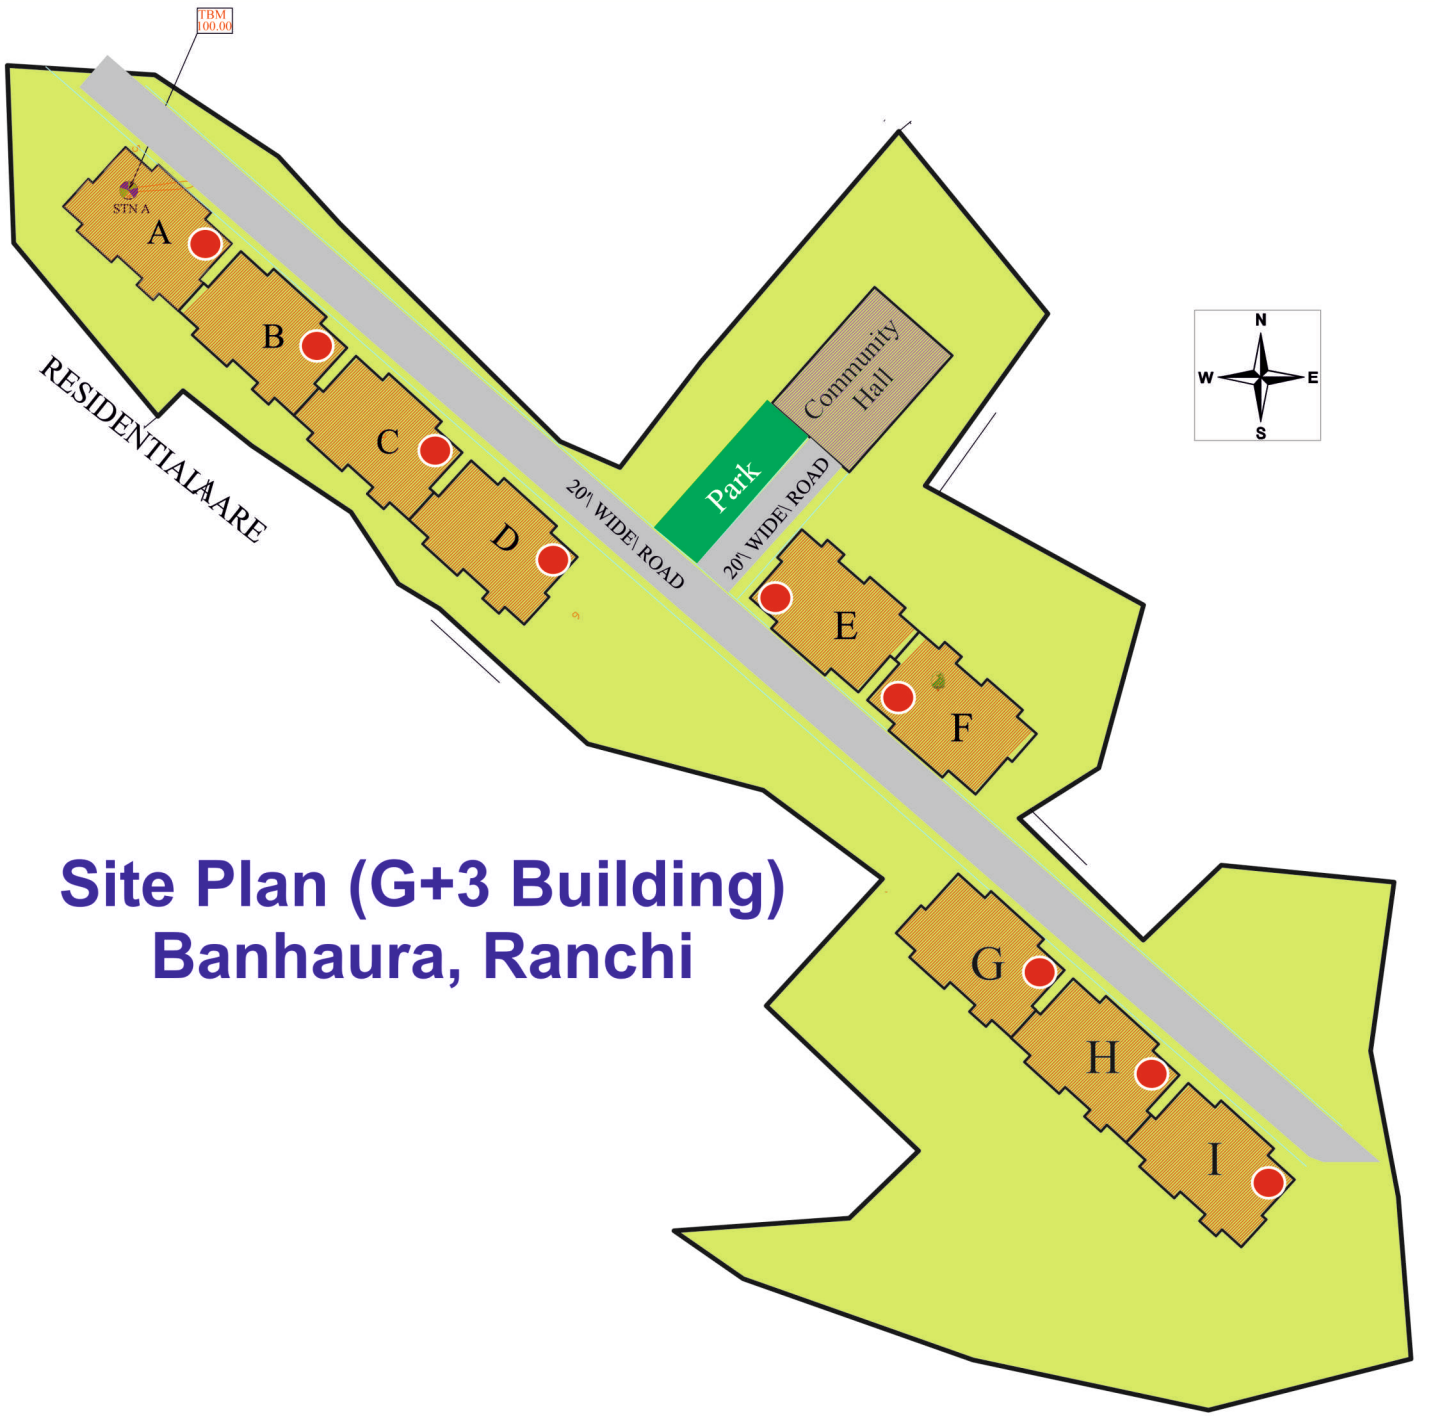 TBM
100.00
STN A
A
B
C
D
RESIDENTIALAARE
20'\ WIDE\ ROAD
Park
20'\ WIDE\ ROAD
Community
Hall
N
W
E
S
E
F
Site Plan (G+3 Building)
Banhaura, Ranchi
G
H
I